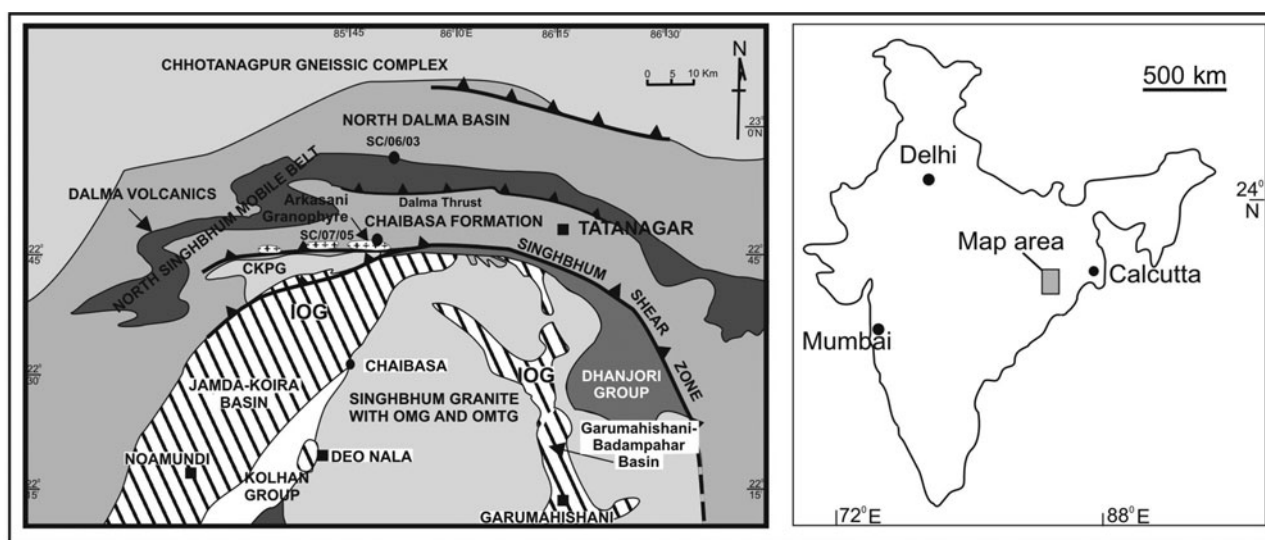 85°45' 86°0'E 86°15' 86°30'
CHHOTANAGPUR GNEISSIC COMPLEX
N
0 5 10 Km
NORTH DALMA BASIN
23°
0'N
SC/06/03
DALMA VOLCANICS
NORTH SINGHBHUM MOBILE BELT
Arkasani
Granophyre
Dalma Thrust
CHAIBASA FORMATION
SC/07/05
TATANAGAR
22°
45'
22°
45'
CKPG
SINGHBHUM
SHEAR
ZONE
IOG
CHAIBASA
IOG
DHANJORI
GROUP
22°
30'
22°
30'
JAMDA-KOIRA
BASIN
SINGHBHUM GRANITE
WITH OMG AND OMTG
Garumahishani-
Badampahar
Basin
NOAMUNDI
DEO NALA
KOLHAN
GROUP
22°
15'
22°
15'
GARUMAHISHANI
500 km
Delhi
24°
N
Map area
Calcutta
Mumbai
72°E
88°E